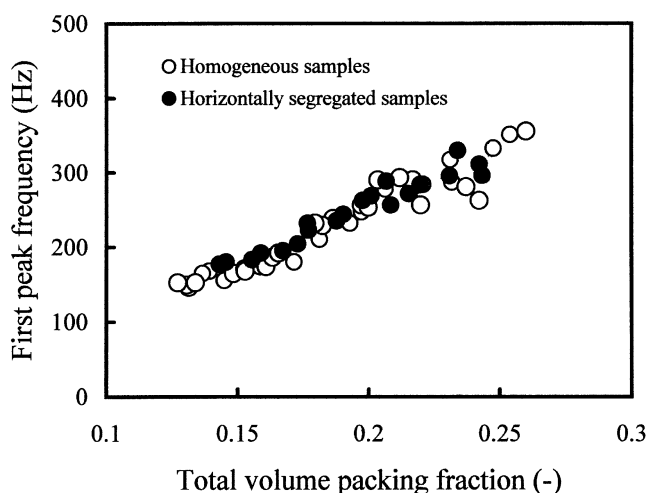 500
Homogeneous samples
Horizontally segregated samples
400
300
200
100
0
0.1 0.15 0.2 0.25 0.3
First peak frequency (Hz)
Total volume packing fraction (-)